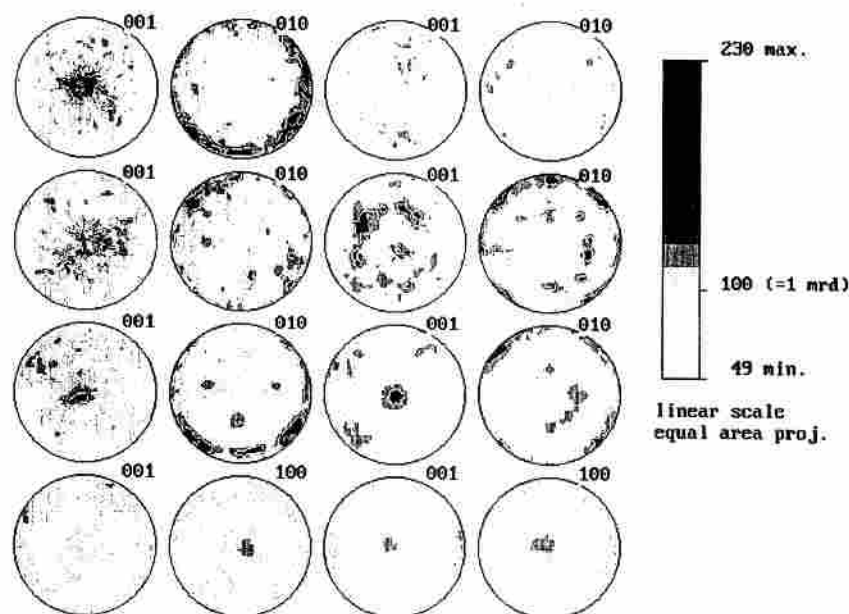 001 010 001 010
230 max.
001 010 001 010
100 (=1 mrd)
001 010 001 010
49 min.
linear scale
equal area proj.
001 100 001 100